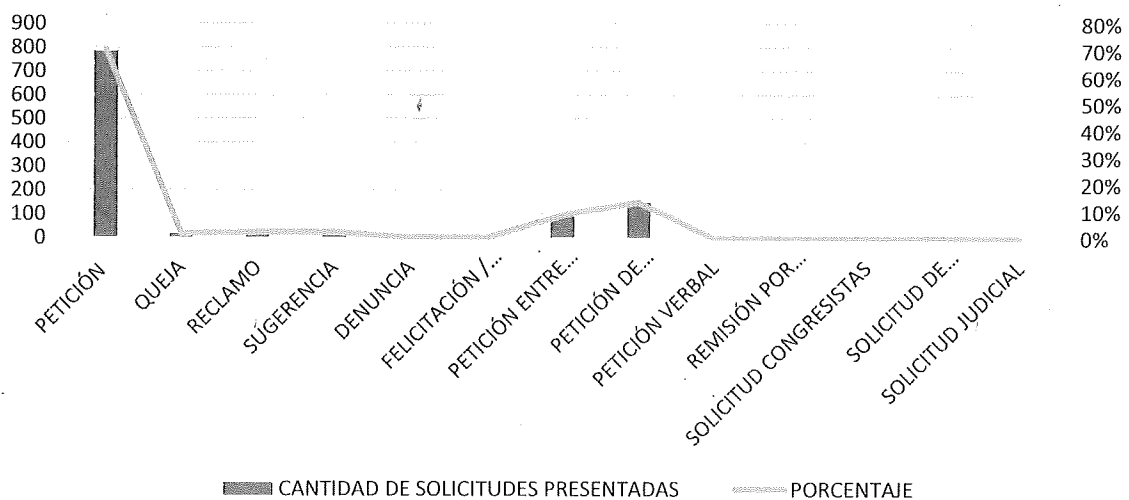 900
800
700
600
500
400
300
200
100
0
80%
70%
60%
50%
40%
30%
20%
10%
0%
PETICIÓN
QUEJA
RECLAMO
SUGERENCIA
DENUNCIA
FELICITACIÓN /...
PETICIÓN ENTRE...
PETICIÓN DE...
PETICIÓN VERBAL
REMISIÓN POR...
SOLICITUD CONGRESISTAS
SOLICITUD DE...
SOLICITUD JUDICIAL
CANTIDAD DE SOLICITUDES PRESENTADAS
PORCENTAJE